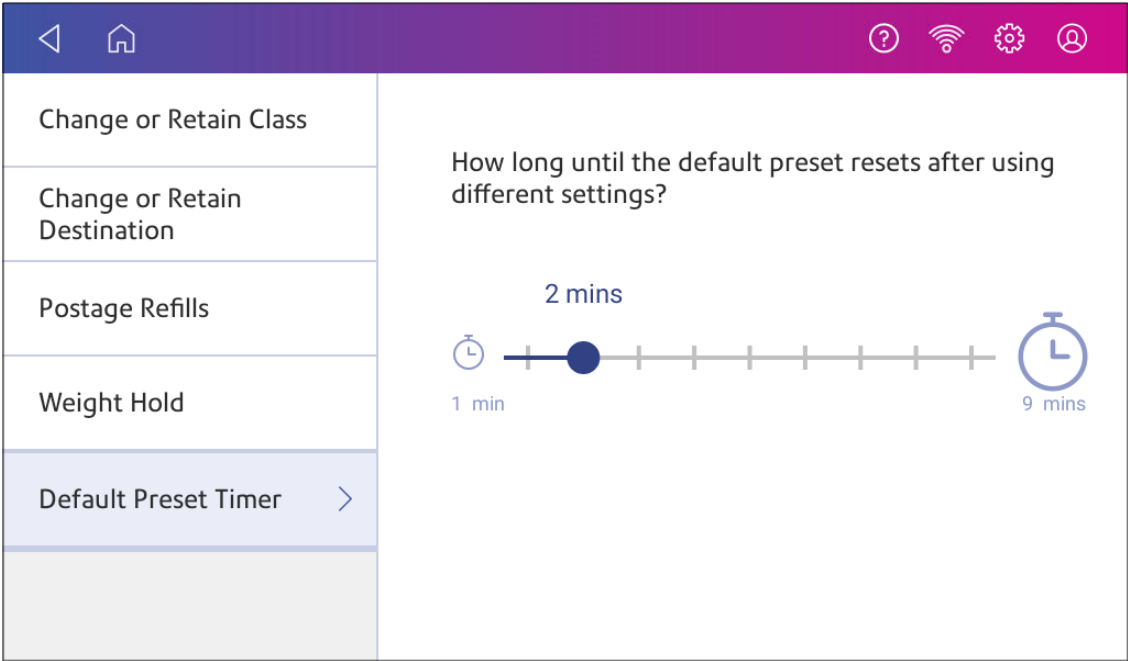 Change or Retain Class
Change or Retain
Destination
Postage Refills
Weight Hold
Default Preset Timer
How long until the default preset resets after using
different settings?
2 mins
1 min
9 mins